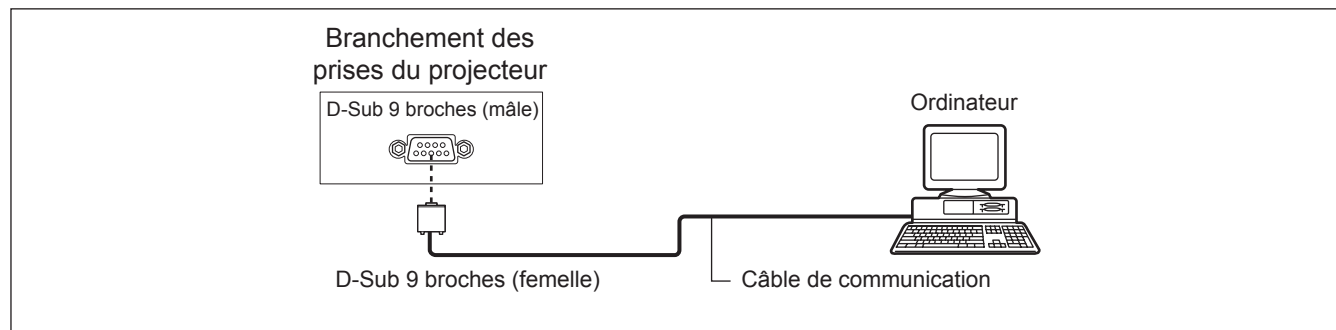 Branchement des
prises du projecteur
D-Sub 9 broches (mâle)
Ordinateur
D-Sub 9 broches (femelle)
Câble de communication